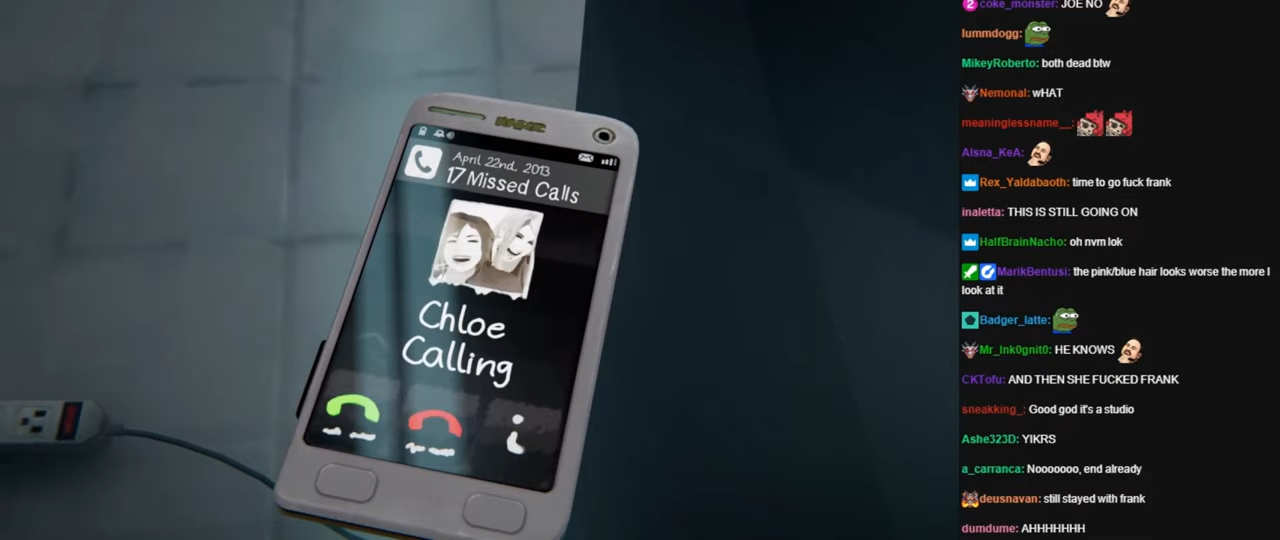 April 22nd, 2013
17 Missed Calls
Chloe
Calling
2 coke_monster: JOE NO
lummdogg:
MikeyRoberto: both dead btw
Nemonal: wHAT
meaninglessname__:
Alsna_KeA:
Rex_Yaldabaoth: time to go fuck frank
inaletta: THIS IS STILL GOING ON
HalfBrainNacho: oh nvm lok
MarikBentusi: the pink/blue hair looks worse the more I
look at it
Badger_latte:
Mr_Ink0gnit0: HE KNOWS
CKTofu: AND THEN SHE FUCKED FRANK
sneakking_: Good god it's a studio
Ashe323D: YIKRS
a_carranca: Nooooooo, end already
deusnavan: still stayed with frank
dumdume: AHHHHHHH